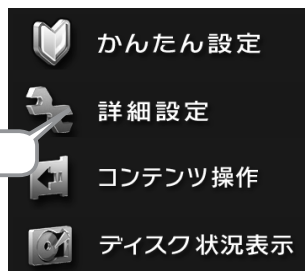 かんたん設定
詳細設定
コンテンツ操作
ディスク状況表示